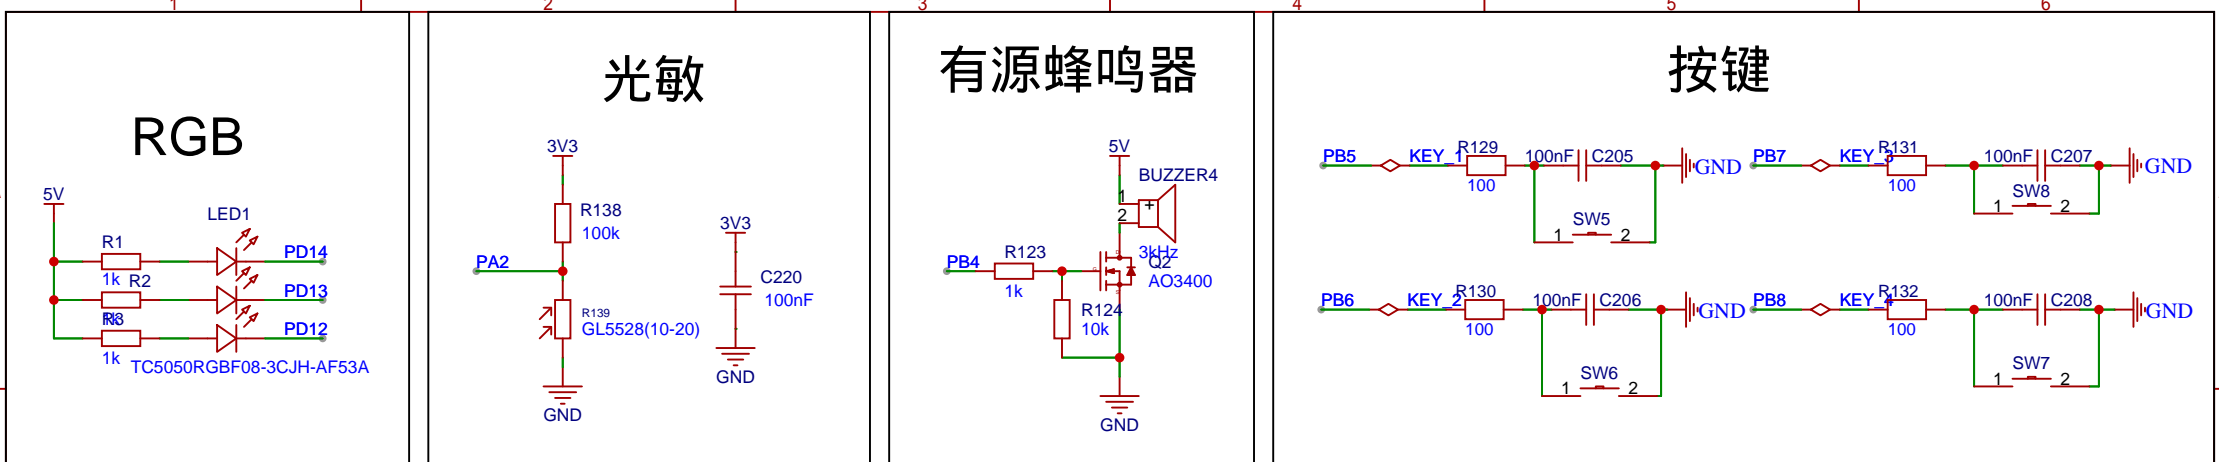 1
2
3
4
5
6
RGB
5V
LED1
R1
1k
PD14
R2
1k
PD13
R3
1k
PD12
TC5050RGBF08-3CJH-AF53A
光敏
3V3
R138
100k
PA2
R139
GL5528(10-20)
GND
3V3
C220
100nF
GND
有源蜂鸣器
5V
BUZZER4
1
2
3kHz
PB4
R123
1k
Q2
AO3400
R124
10k
GND
按键
PB5
KEY_1
R129
100
100nF
C205
GND
SW5
1
2
PB7
KEY_3
R131
100
100nF
C207
GND
SW8
1
2
PB6
KEY_2
R130
100
100nF
C206
GND
SW6
1
2
PB8
KEY_4
R132
100
100nF
C208
GND
SW7
1
2